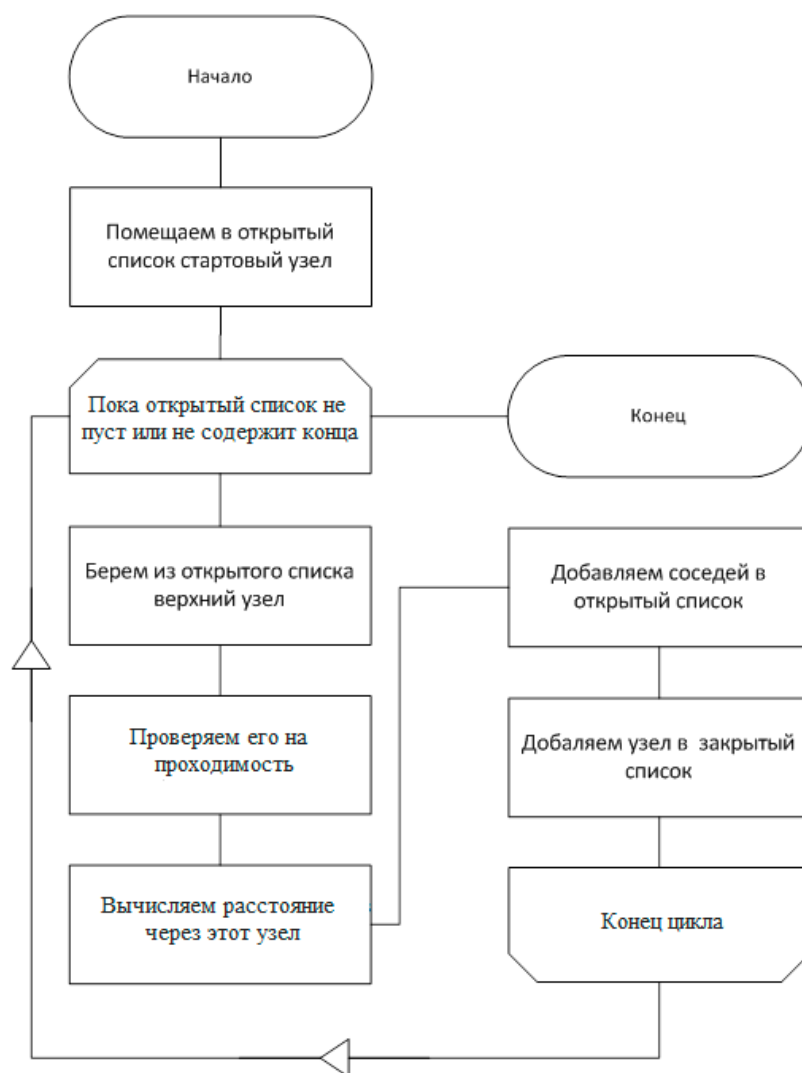 Начало
Помещаем в открытый
список стартовый узел
Пока открытый список не
пуст или не содержит конца
Конец
Берем из открытого списка
верхний узел
Проверяем его на
проходимость
Вычисляем расстояние
через этот узел
Добавляем соседей в
открытый список
Добаляем узел в закрытый
список
Конец цикла